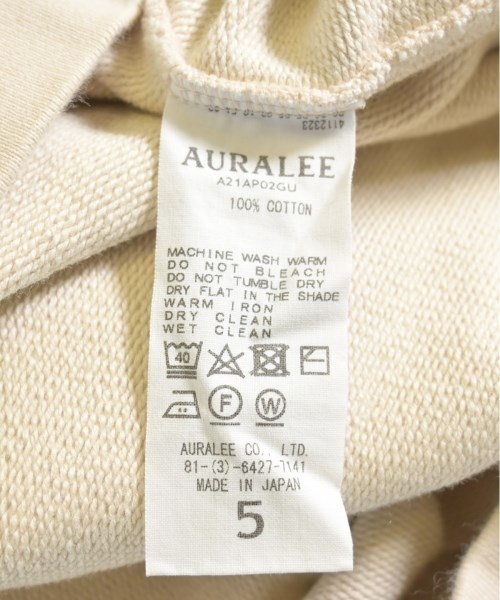 4112323
AURALEE
A21AP02GU
100% COTTON
MACHINE WASH WARM
DO NOT BLEACH
DO NOT TUMBLE DRY
DRY FLAT IN THE SHADE
WARM IRON
DRY CLEAN
WET CLEAN
40
F W
AURALEE CO., LTD.
81-(3)-6427-7141
MADE IN JAPAN
5